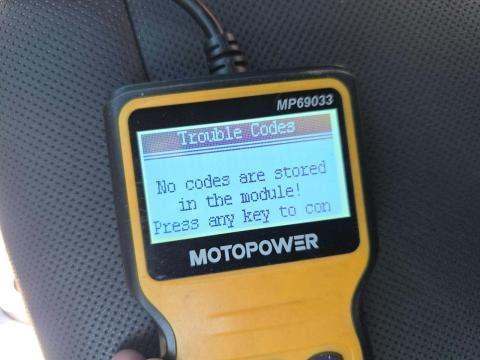 MP69033
Trouble Codes
No codes are stored
in the module!
Press any key to con
MOTOPOWER